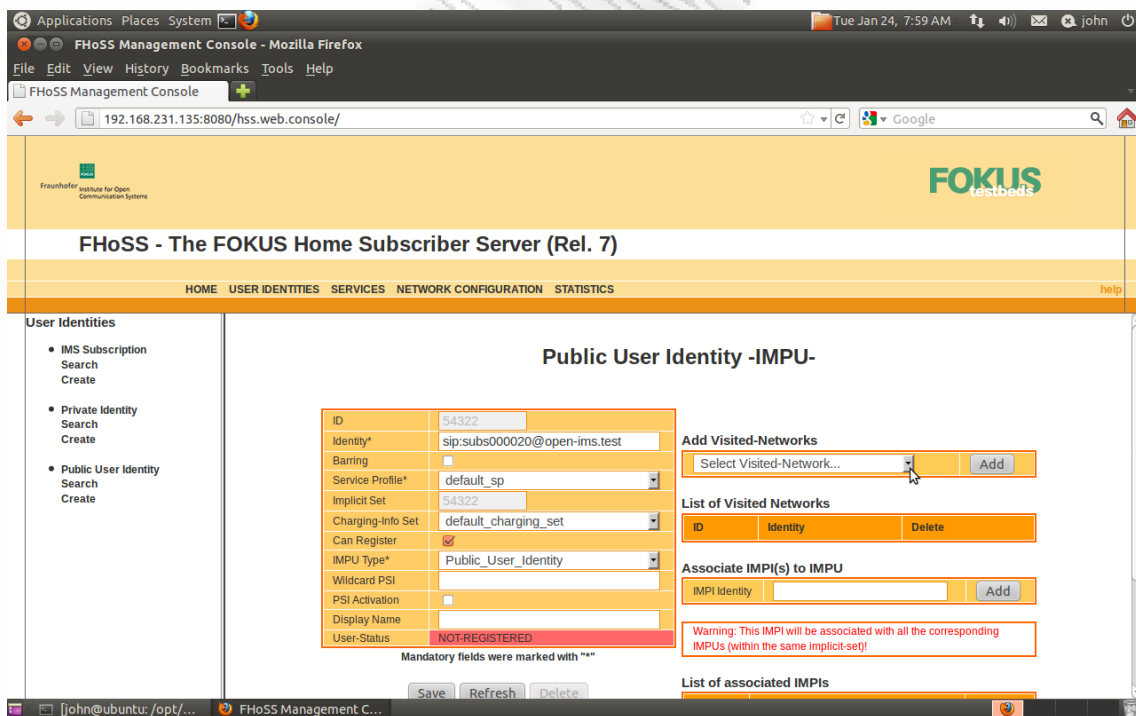 Applications Places System Tue Jan 24, 7:59 AM john
FHoSS Management Console - Mozilla Firefox
File Edit View History Bookmarks Tools Help
FHoSS Management Console
192.168.231.135:8080/hss.web.console/ Google
Fraunhofer FOKUS Institute for Open Communication Systems
FOKUS testbeds
FHoSS - The FOKUS Home Subscriber Server (Rel. 7)
HOME USER IDENTITIES SERVICES NETWORK CONFIGURATION STATISTICS help
User Identities
IMS Subscription
Search
Create
Private Identity
Search
Create
Public User Identity
Search
Create
Public User Identity -IMPU-
ID 54322
Identity* sip:subs000020@open-ims.test
Barring
Service Profile* default_sp
Implicit Set 54322
Charging-Info Set default_charging_set
Can Register
IMPU Type* Public_User_Identity
Wildcard PSI
PSI Activation
Display Name
User-Status NOT-REGISTERED
Mandatory fields were marked with "*"
Save Refresh Delete
Add Visited-Networks
Select Visited-Network... Add
List of Visited Networks
ID Identity Delete
Associate IMPI(s) to IMPU
IMPI Identity Add
Warning: This IMPI will be associated with all the corresponding
IMPUs (within the same implicit-set)!
List of associated IMPIs
[john@ubuntu: /opt/... FHoSS Management C...